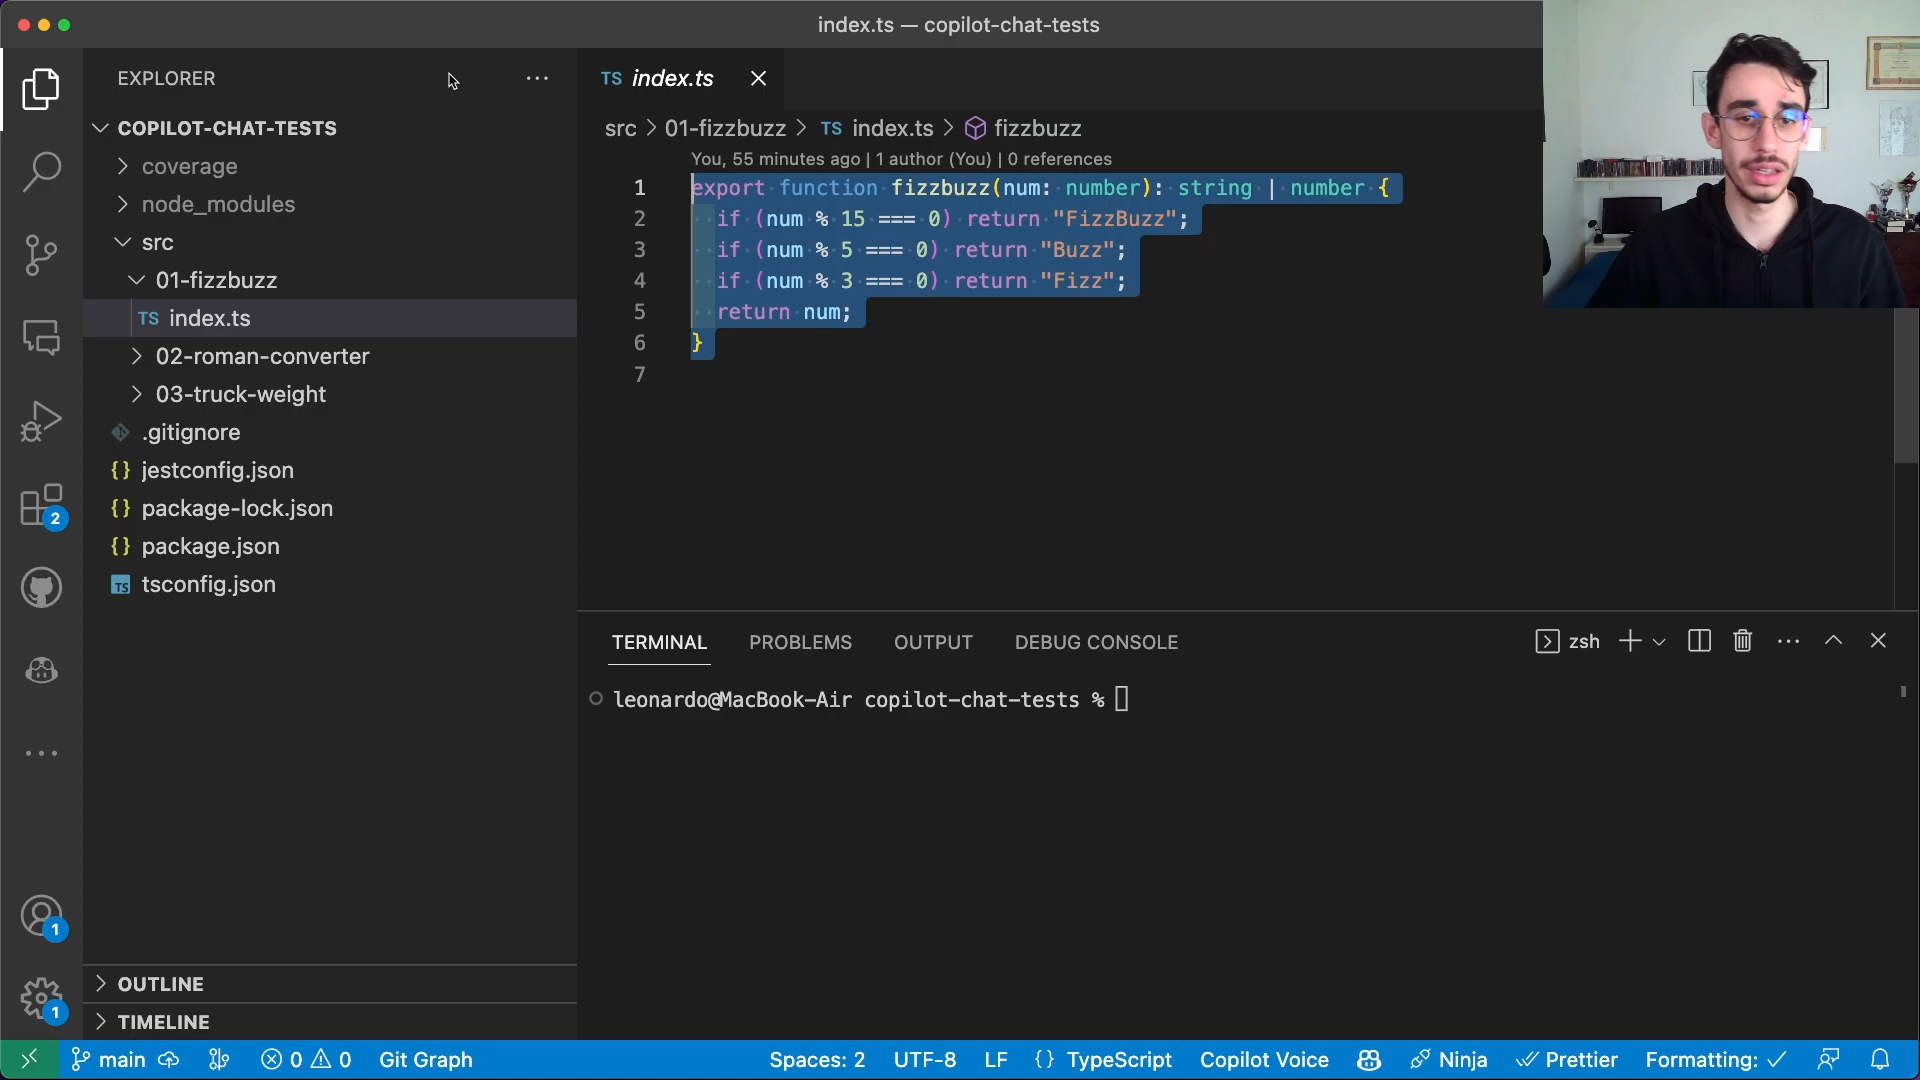 index.ts — copilot-chat-tests
EXPLORER
COPILOT-CHAT-TESTS
coverage
node_modules
src
01-fizzbuzz
TS index.ts
02-roman-converter
03-truck-weight
.gitignore
{} jestconfig.json
{} package-lock.json
{} package.json
TS tsconfig.json
OUTLINE
TIMELINE
2
1
1
TS index.ts
src > 01-fizzbuzz > TS index.ts > fizzbuzz
You, 55 minutes ago | 1 author (You) | 0 references
1 export function fizzbuzz(num: number): string | number {
2 if (num % 15 === 0) return "FizzBuzz";
3 if (num % 5 === 0) return "Buzz";
4 if (num % 3 === 0) return "Fizz";
5 return num;
6 }
7
TERMINAL PROBLEMS OUTPUT DEBUG CONSOLE zsh
leonardo@MacBook-Air copilot-chat-tests %
main 0 0 Git Graph Spaces: 2 UTF-8 LF {} TypeScript Copilot Voice Ninja Prettier Formatting: ✓